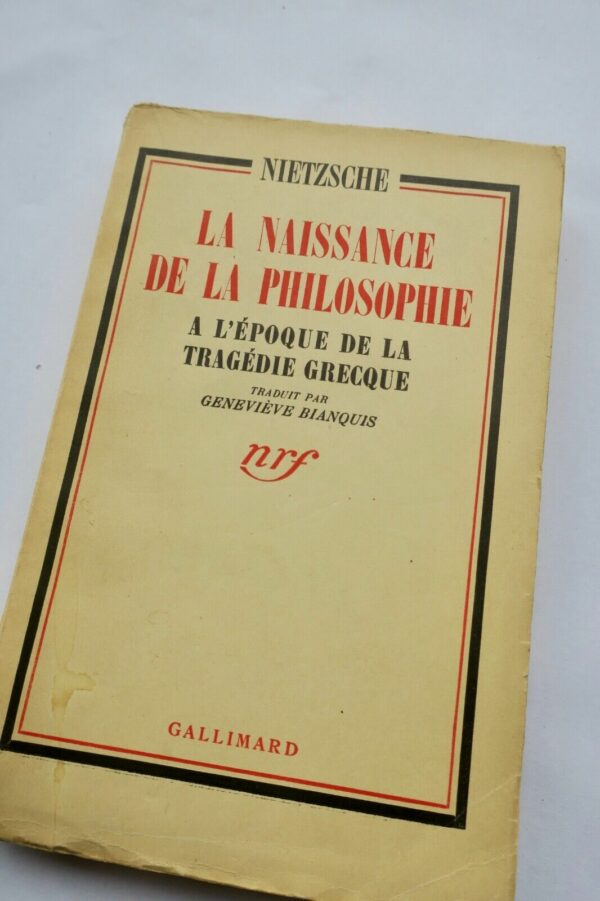 NIETZSCHE
LA NAISSANCE
DE LA PHILOSOPHIE
A L'ÉPOQUE DE LA
TRAGÉDIE GRECQUE
TRADUIT PAR
GENEVIÈVE BIANQUIS
nrf
GALLIMARD